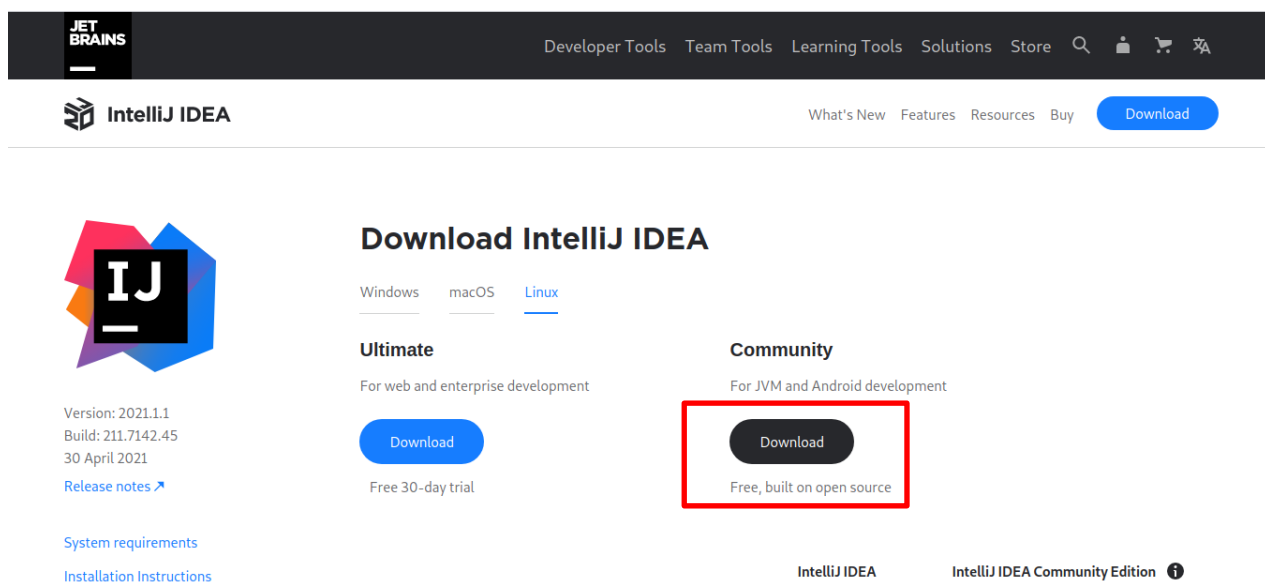 JET
BRAINS
Developer Tools Team Tools Learning Tools Solutions Store
IntelliJ IDEA
What's New Features Resources Buy Download
IJ
Download IntelliJ IDEA
Windows macOS Linux
Ultimate
For web and enterprise development
Download
Free 30-day trial
Community
For JVM and Android development
Download
Free, built on open source
Version: 2021.1.1
Build: 211.7142.45
30 April 2021
Release notes ↗
System requirements
Installation Instructions
IntelliJ IDEA IntelliJ IDEA Community Edition